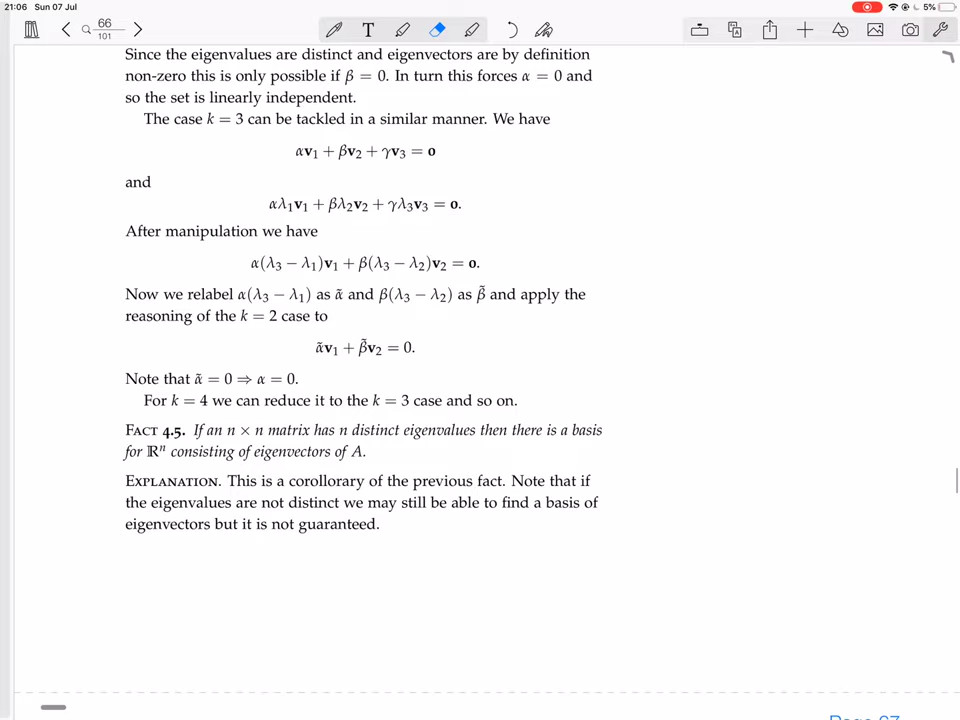 21:06 Sun 07 Jul
5%
66
101
T
Since the eigenvalues are distinct and eigenvectors are by definition
non-zero this is only possible if β = 0. In turn this forces α = 0 and
so the set is linearly independent.
The case k = 3 can be tackled in a similar manner. We have
αv₁ + βv₂ + γv₃ = o
and
αλ₁v₁ + βλ₂v₂ + γλ₃v₃ = o.
After manipulation we have
α(λ₃ − λ₁)v₁ + β(λ₃ − λ₂)v₂ = o.
Now we relabel α(λ₃ − λ₁) as α̃ and β(λ₃ − λ₂) as β̃ and apply the
reasoning of the k = 2 case to
α̃v₁ + β̃v₂ = 0.
Note that α̃ = 0 ⇒ α = 0.
For k = 4 we can reduce it to the k = 3 case and so on.
Fact 4.5. If an n × n matrix has n distinct eigenvalues then there is a basis
for ℝⁿ consisting of eigenvectors of A.
Explanation. This is a corollorary of the previous fact. Note that if
the eigenvalues are not distinct we may still be able to find a basis of
eigenvectors but it is not guaranteed.